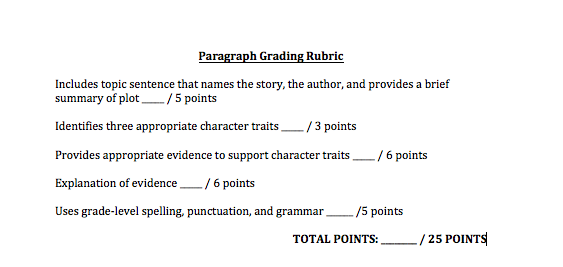 Paragraph Grading Rubric
Includes topic sentence that names the story, the author, and provides a brief
summary of plot ____ / 5 points
Identifies three appropriate character traits ____ / 3 points
Provides appropriate evidence to support character traits ____ / 6 points
Explanation of evidence ____ / 6 points
Uses grade-level spelling, punctuation, and grammar _____ /5 points
TOTAL POINTS: ______ / 25 POINTS